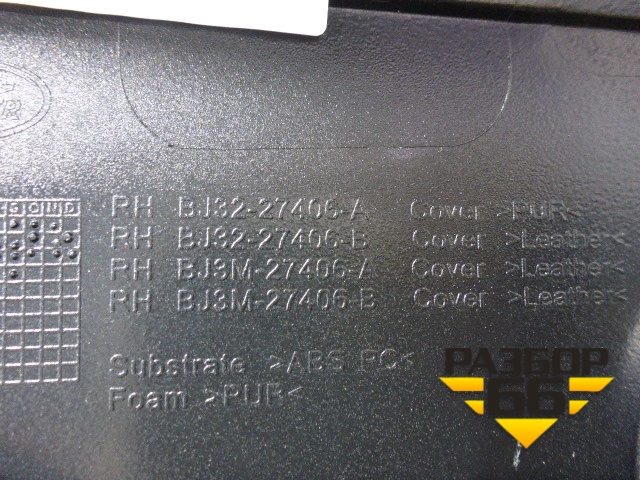 RH BJ32-27406-A Cover >PUR<
RH BJ32-27406-B Cover >Leather<
RH BJ3M-27406-A Cover >Leather<
RH BJ3M-27406-B Cover >Leather<
Substrate >ABS PC<
Foam >PUR<
РАЗБОР
66